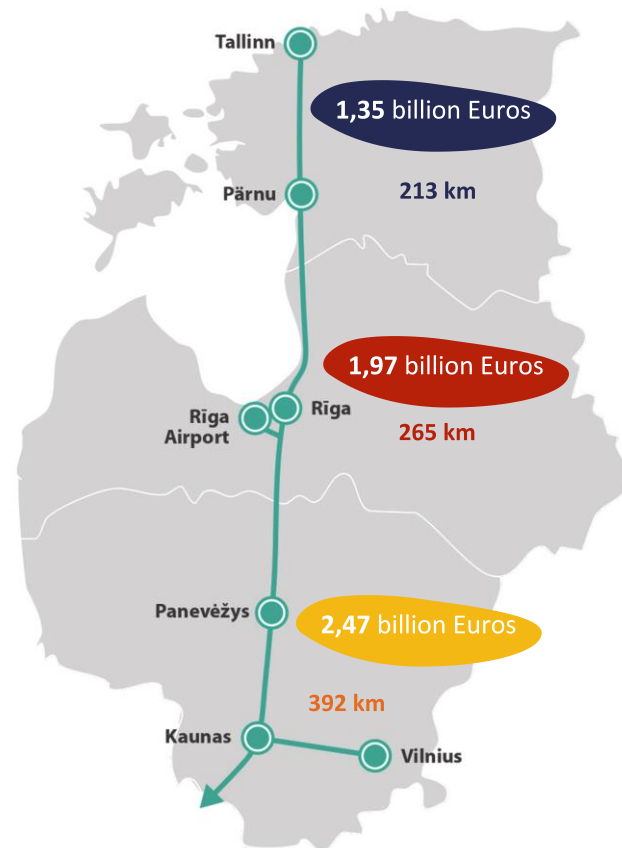 Tallinn
1,35 billion Euros
Pärnu
213 km
1,97 billion Euros
Rīga
Airport
Rīga
265 km
Panevėžys
2,47 billion Euros
392 km
Kaunas
Vilnius